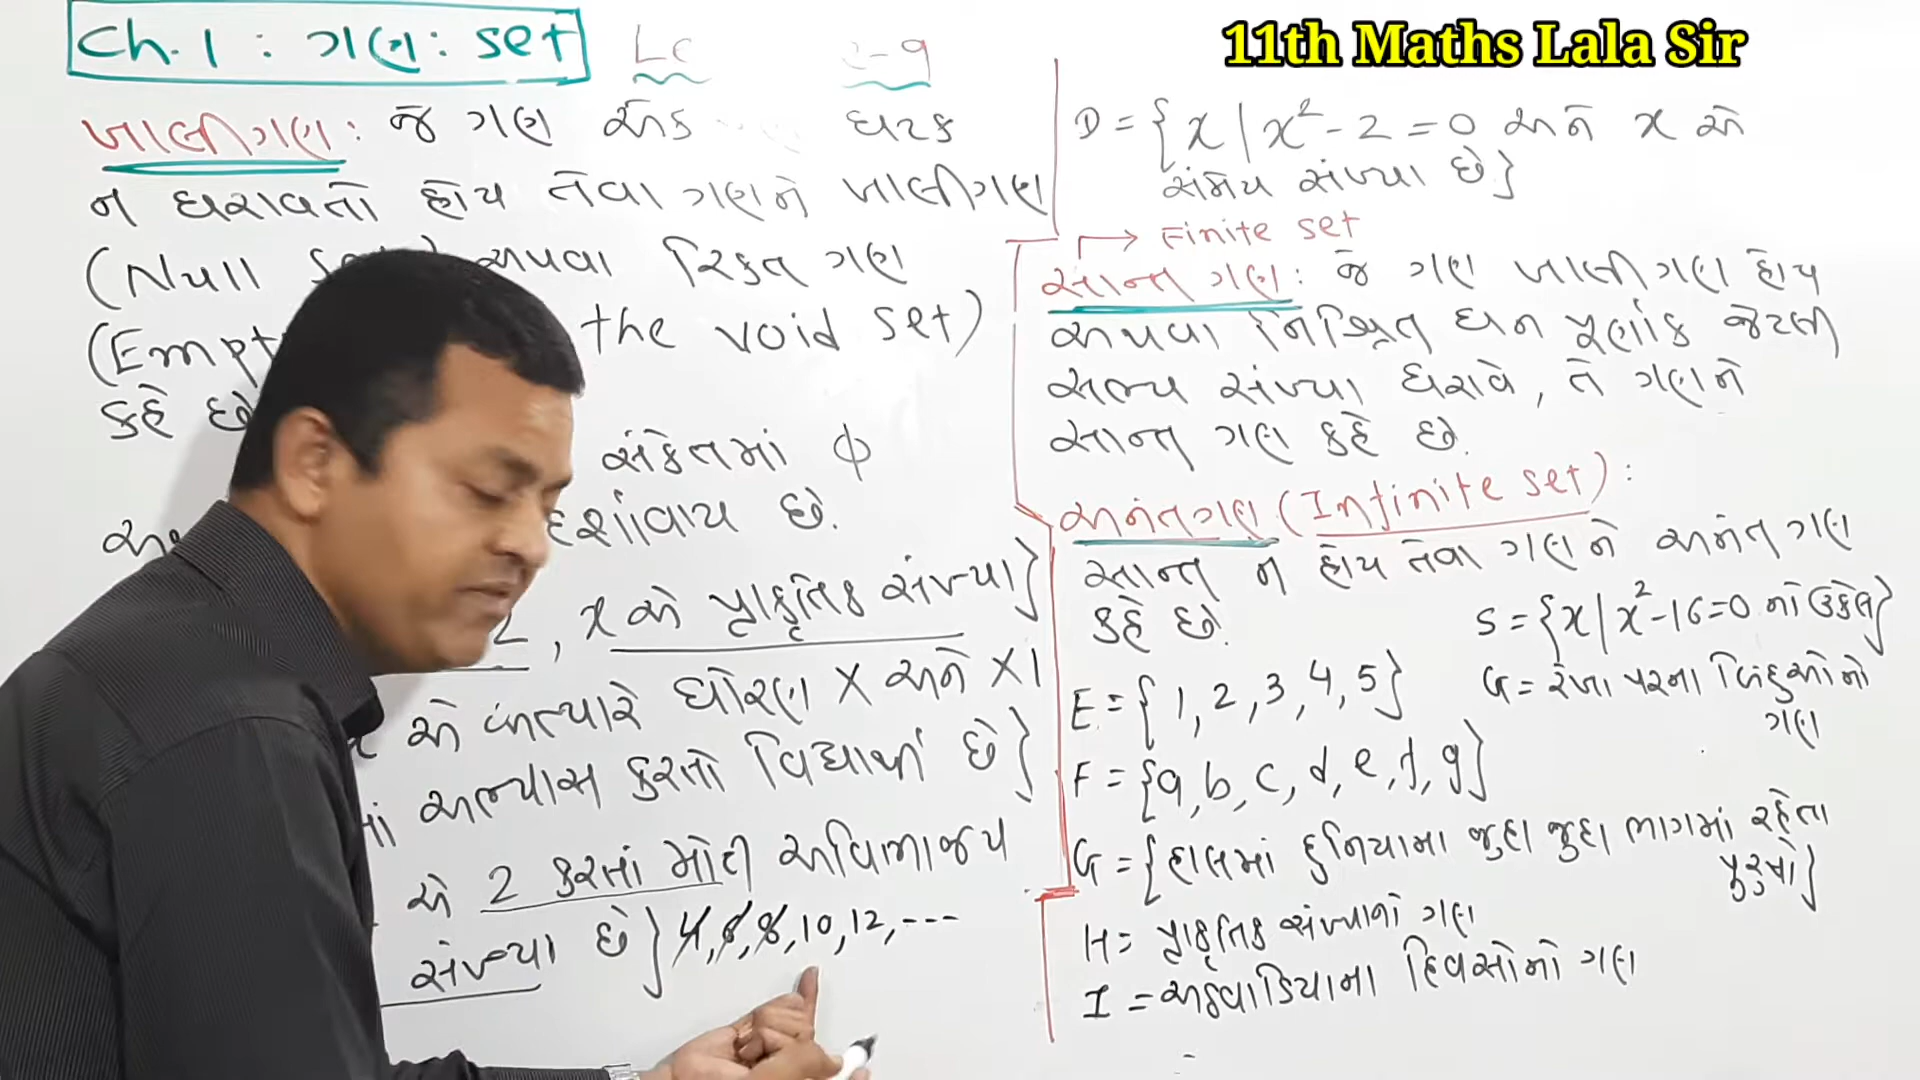 11th Maths Lala Sir
Ch. 1 : ગણ : set
ખાલીગણ : જે ગણ એક ઘટક
ન ધરાવતો હોય તેવા ગણને ખાલીગણ
(Null અથવા રિક્ત ગણ
the void set)
કહે છે
સંકેતમાં ϕ
દર્શાવાય છે.
2, x એ પ્રાકૃતિક સંખ્યા}
એ અત્યારે ધોરણ X અને XI
માં અભ્યાસ કરતો વિદ્યાર્થી છે}
એ 2 કરતાં મોટી અવિભાજ્ય
સંખ્યા છે} 4, 6, 8, 10, 12, ---
D = {x | x² - 2 = 0 અને x એ
સંમેય સંખ્યા છે}
→ Finite set
સાન્ત ગણ : જે ગણ ખાલીગણ હોય
અથવા નિશ્ચિત ધન પૂર્ણાંક જેટલી
સભ્ય સંખ્યા ધરાવે, તે ગણને
સાન્ત ગણ કહે છે.
અનંતગણ (Infinite set) :
સાન્ત ન હોય તેવા ગણને અનંત ગણ
કહે છે.
S = {x | x² - 16 = 0 નો ઉકેલ}
G = રેખા પરના બિંદુઓનો
ગણ
E = {1, 2, 3, 4, 5}
F = {a, b, c, d, e, f, g}
G = {હાલમાં દુનિયામા જુદા જુદા ભાગમાં રહેતા
પુરુષો}
H = પ્રાકૃતિક સંખ્યાનો ગણ
I = અઠવાડિયાના દિવસોનો ગણ